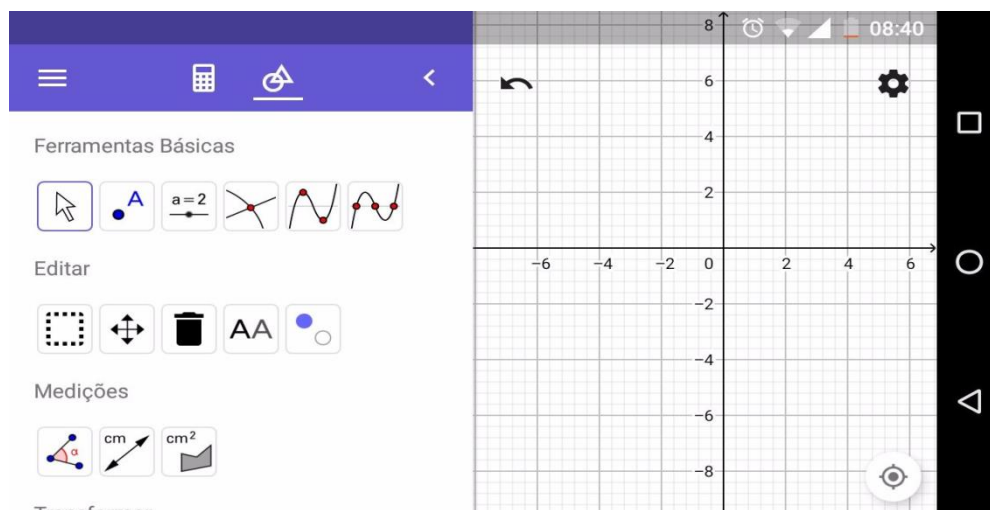 08:40
Ferramentas Básicas
A
a = 2
Editar
AA
Medições
α
cm
cm²
8
6
4
2
−6 −4 −2 0 2 4 6
−2
−4
−6
−8